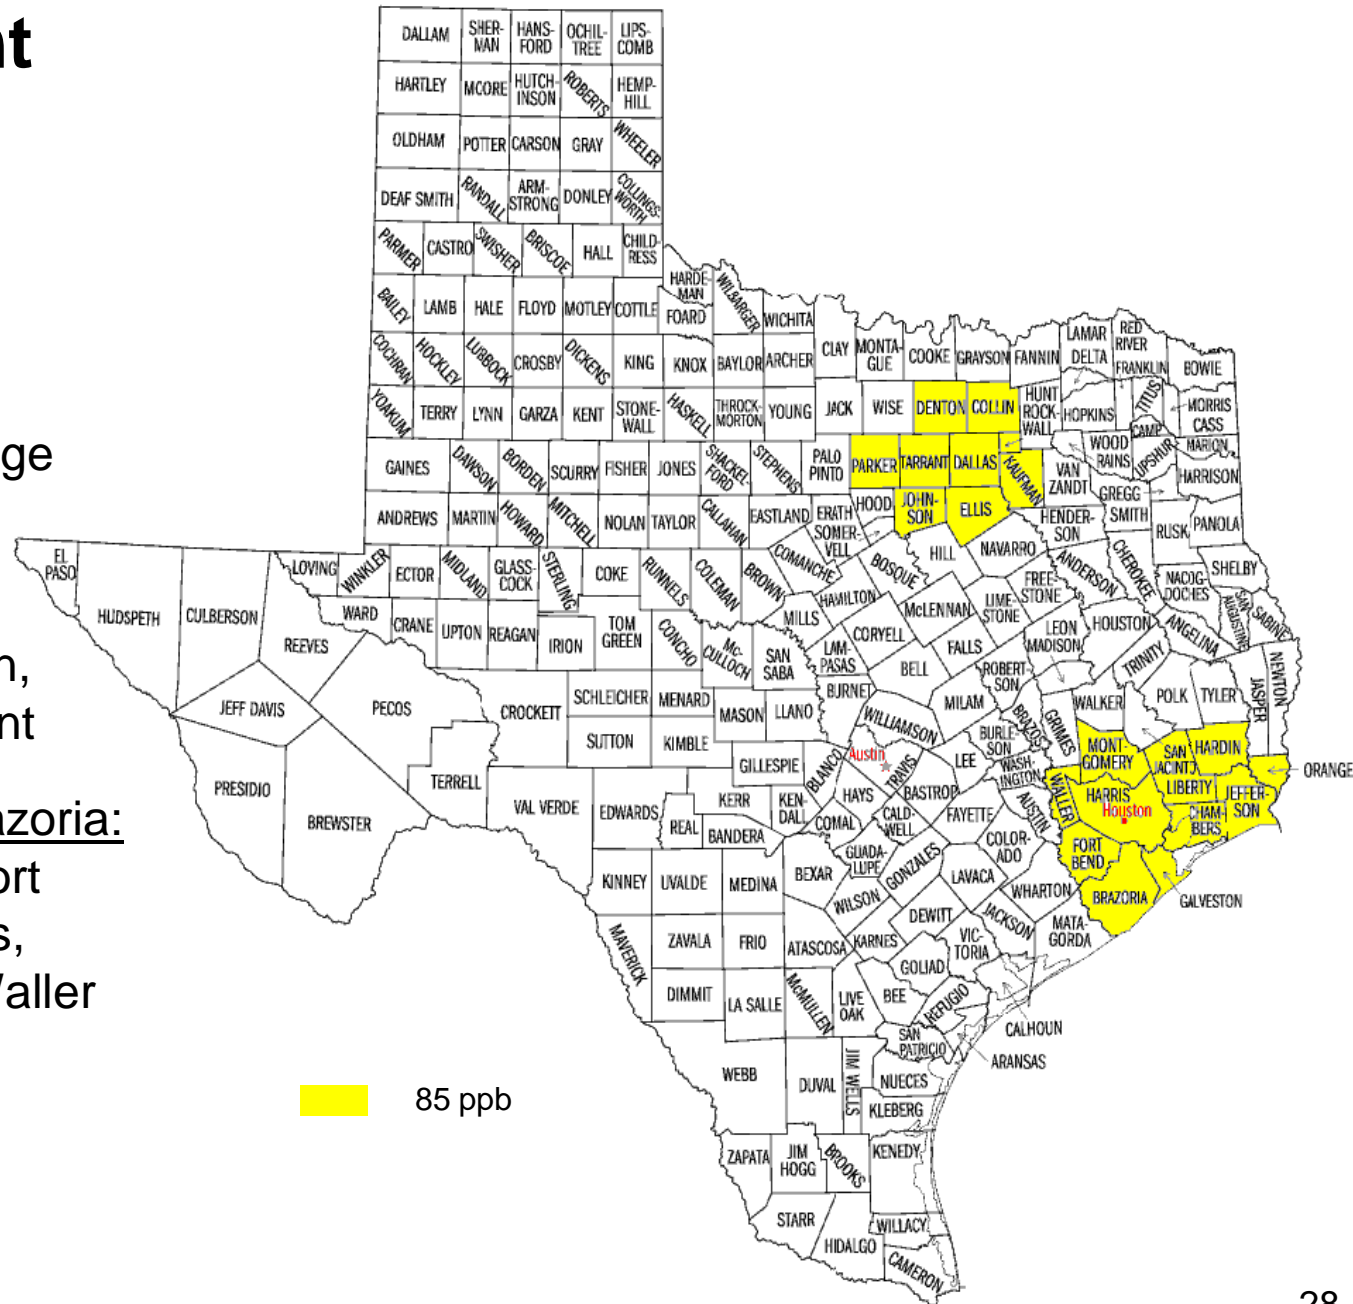 nt
ge
n,
nt
azoria:
ort
s,
Waller
DALLAM
SHER-
MAN
HANS-
FORD
OCHIL-
TREE
LIPS-
COMB
HARTLEY
MOORE
HUTCH-
INSON
ROBERTS
HEMP-
HILL
OLDHAM
POTTER
CARSON
GRAY
WHEELER
DEAF SMITH
RANDALL
ARM-
STRONG
DONLEY
COLLINGS-
WORTH
PARMER
CASTRO
SWISHER
BRISCOE
HALL
CHILD-
RESS
BAILEY
LAMB
HALE
FLOYD
MOTLEY
COTTLE
HARDE-
MAN
FOARD
WILBARGER
WICHITA
COCHRAN
HOCKLEY
LUBBOCK
CROSBY
DICKENS
KING
KNOX
BAYLOR
ARCHER
CLAY
MONTA-
GUE
COOKE
GRAYSON
FANNIN
LAMAR
RED
RIVER
DELTA
FRANKLIN
BOWIE
YOAKUM
TERRY
LYNN
GARZA
KENT
STONE-
WALL
HASKELL
THROCK-
MORTON
YOUNG
JACK
WISE
DENTON
COLLIN
HUNT
ROCK-
WALL
HOPKINS
TITUS
MORRIS
CASS
CAMP
GAINES
DAWSON
BORDEN
SCURRY
FISHER
JONES
SHACKEL-
FORD
STEPHENS
PALO
PINTO
PARKER
TARRANT
DALLAS
KAUFMAN
VAN
ZANDT
WOOD
RAINS
UPSHUR
MARION
HARRISON
GREGG
SMITH
ANDREWS
MARTIN
HOWARD
MITCHELL
NOLAN
TAYLOR
CALLAHAN
EASTLAND
ERATH
HOOD
SOMER-
VELL
JOHN-
SON
ELLIS
HENDER-
SON
RUSK
PANOLA
EL
PASO
HUDSPETH
CULBERSON
LOVING
WINKLER
ECTOR
MIDLAND
GLASS-
COCK
STERLING
COKE
RUNNELS
COLEMAN
BROWN
COMANCHE
BOSQUE
HILL
NAVARRO
ANDERSON
CHEROKEE
SHELBY
NACOG-
DOCHES
SAN
AUGUSTINE
SABINE
REEVES
WARD
CRANE
UPTON
REAGAN
IRION
TOM
GREEN
CONCHO
MC-
CULLOCH
SAN
SABA
MILLS
HAMILTON
CORYELL
McLENNAN
LIME-
STONE
FREE-
STONE
LEON
MADISON
HOUSTON
ANGELINA
TRINITY
JEFF DAVIS
PECOS
CROCKETT
SCHLEICHER
MENARD
MASON
LLANO
LAM-
PASAS
BURNET
BELL
FALLS
ROBERT
SON
MILAM
WILLIAMSON
BRAZOS
GRIMES
WALKER
POLK
TYLER
JASPER
NEWTON
PRESIDIO
BREWSTER
TERRELL
VAL VERDE
SUTTON
KIMBLE
GILLESPIE
BLANCO
Austin
TRAVIS
LEE
BURLE-
SON
WASH-
INGTON
MONT-
GOMERY
SAN
JACINTO
HARDIN
ORANGE
EDWARDS
REAL
KERR
BANDERA
KEN-
DALL
HAYS
COMAL
CALD-
WELL
BASTROP
FAYETTE
AUSTIN
WALLER
HARRIS
Houston
LIBERTY
JEFFER-
SON
CHAM-
BERS
KINNEY
UVALDE
MEDINA
BEXAR
GUADA-
LUPE
GONZALES
LAVACA
COLOR-
ADO
FORT
BEND
WHARTON
BRAZORIA
GALVESTON
MAVERICK
ZAVALA
FRIO
ATASCOSA
WILSON
KARNES
DEWITT
JACKSON
MATA-
GORDA
VIC-
TORIA
GOLIAD
DIMMIT
LA SALLE
McMULLEN
LIVE
OAK
BEE
REFUGIO
CALHOUN
ARANSAS
SAN
PATRICIO
WEBB
DUVAL
JIM WELLS
NUECES
KLEBERG
ZAPATA
JIM
HOGG
BROOKS
KENEDY
STARR
HIDALGO
WILLACY
CAMERON
85 ppb
28